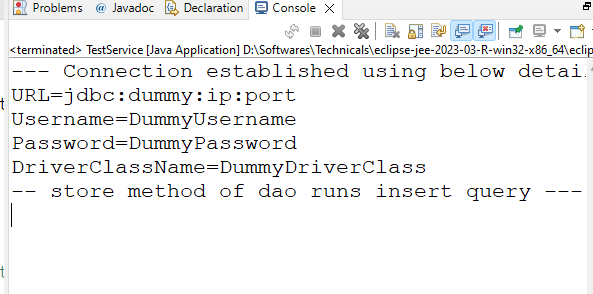 Problems @ Javadoc Declaration Console
<terminated> TestService [Java Application] D:\Softwares\Technicals\eclipse-jee-2023-03-R-win32-x86_64\eclip
--- Connection established using below detai
URL=jdbc:dummy:ip:port
Username=DummyUsername
Password=DummyPassword
DriverClassName=DummyDriverClass
-- store method of dao runs insert query ---